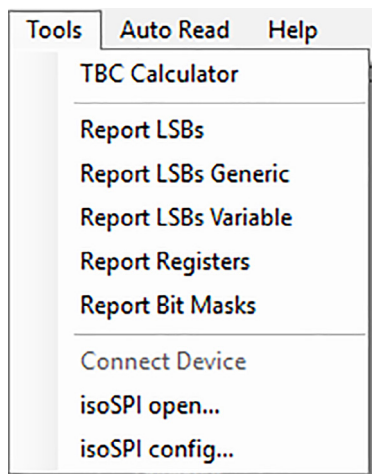 Tools Auto Read Help
TBC Calculator
Report LSBs
Report LSBs Generic
Report LSBs Variable
Report Registers
Report Bit Masks
Connect Device
isoSPI open...
isoSPI config...